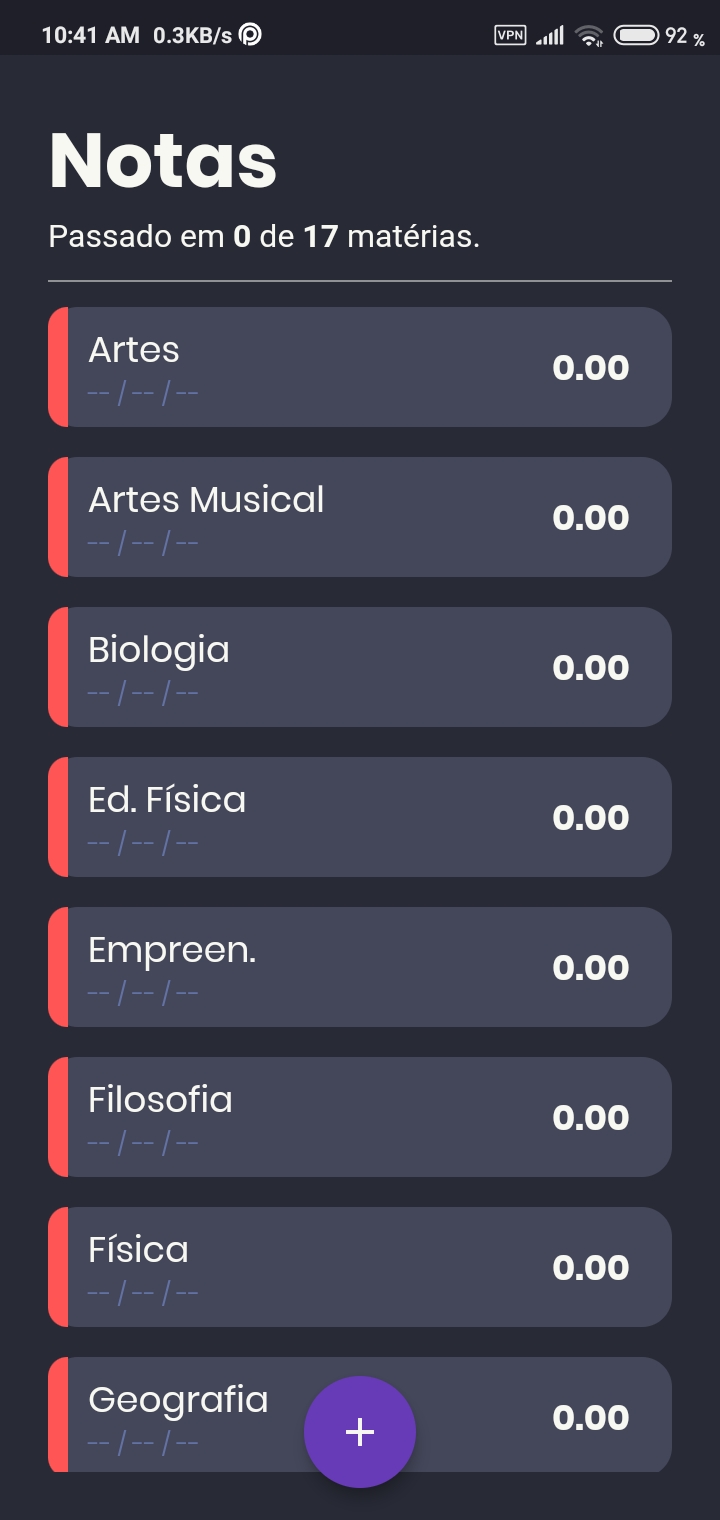 10:41 AM 0.3KB/s VPN 92 %
Notas
Passado em 0 de 17 matérias.
Artes 0.00
-- / -- / --
Artes Musical 0.00
-- / -- / --
Biologia 0.00
-- / -- / --
Ed. Física 0.00
-- / -- / --
Empreen. 0.00
-- / -- / --
Filosofia 0.00
-- / -- / --
Física 0.00
-- / -- / --
Geografia 0.00
-- / -- / --
+